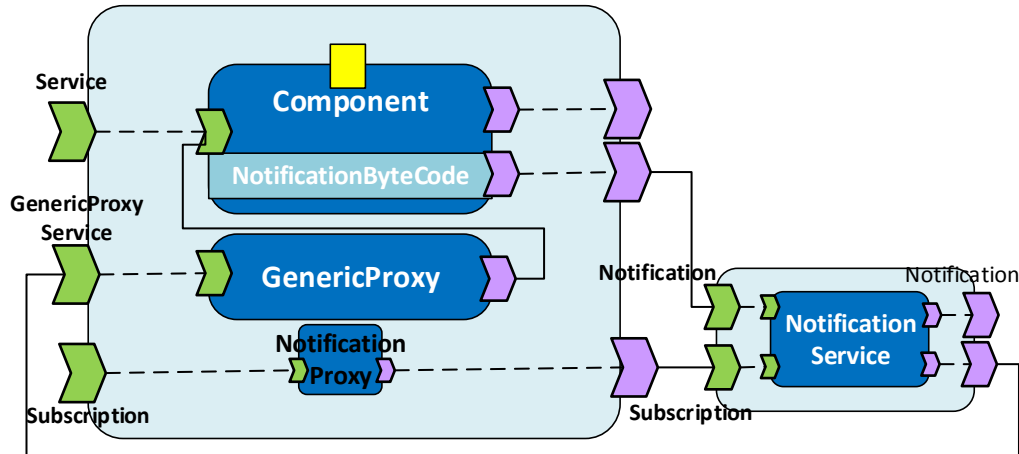 Service
Component
NotificationByteCode
GenericProxy
Service
GenericProxy
Notification
Notification
Notification
Service
Notification
Proxy
Subscription
Subscription